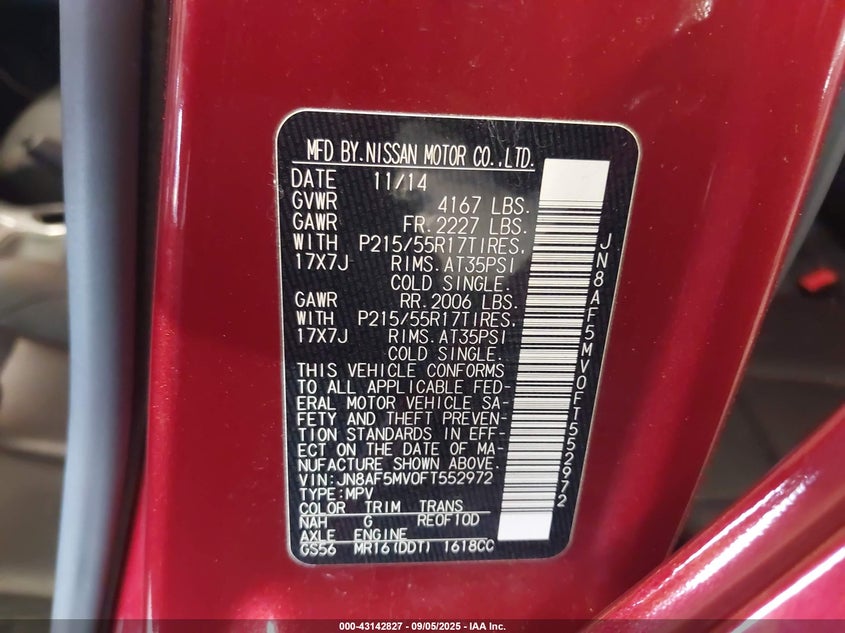 MFD BY.NISSAN MOTOR CO.,LTD.
DATE 11/14
GVWR 4167 LBS.
GAWR FR.2227 LBS.
WITH P215/55R17TIRES,
17X7J RIMS.AT35PSI
COLD SINGLE.
GAWR RR.2006 LBS.
WITH P215/55R17TIRES,
17X7J RIMS.AT35PSI
COLD SINGLE.
THIS VEHICLE CONFORMS
TO ALL APPLICABLE FED-
ERAL MOTOR VEHICLE SA-
FETY AND THEFT PREVEN-
TION STANDARDS IN EFF-
ECT ON THE DATE OF MA-
NUFACTURE SHOWN ABOVE.
VIN:JN8AF5MV0FT552972
TYPE:MPV
COLOR TRIM TRANS
NAH G RE0F10D
AXLE ENGINE
GS56 MR16(DDT) 1618CC
JN8AF5MV0FT552972
000-43142827 - 09/05/2025 - IAA Inc.